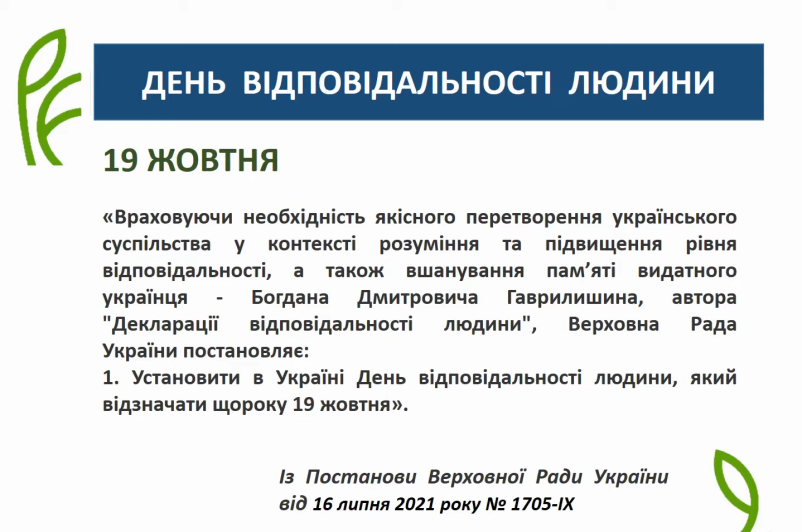 ДЕНЬ ВІДПОВІДАЛЬНОСТІ ЛЮДИНИ
19 ЖОВТНЯ
«Враховуючи необхідність якісного перетворення українського
суспільства у контексті розуміння та підвищення рівня
відповідальності, а також вшанування пам’яті видатного
українця - Богдана Дмитровича Гаврилишина, автора
"Декларації відповідальності людини", Верховна Рада
України постановляє:
1. Установити в Україні День відповідальності людини, який
відзначати щороку 19 жовтня».
Із Постанови Верховної Ради України
від 16 липня 2021 року № 1705-IX